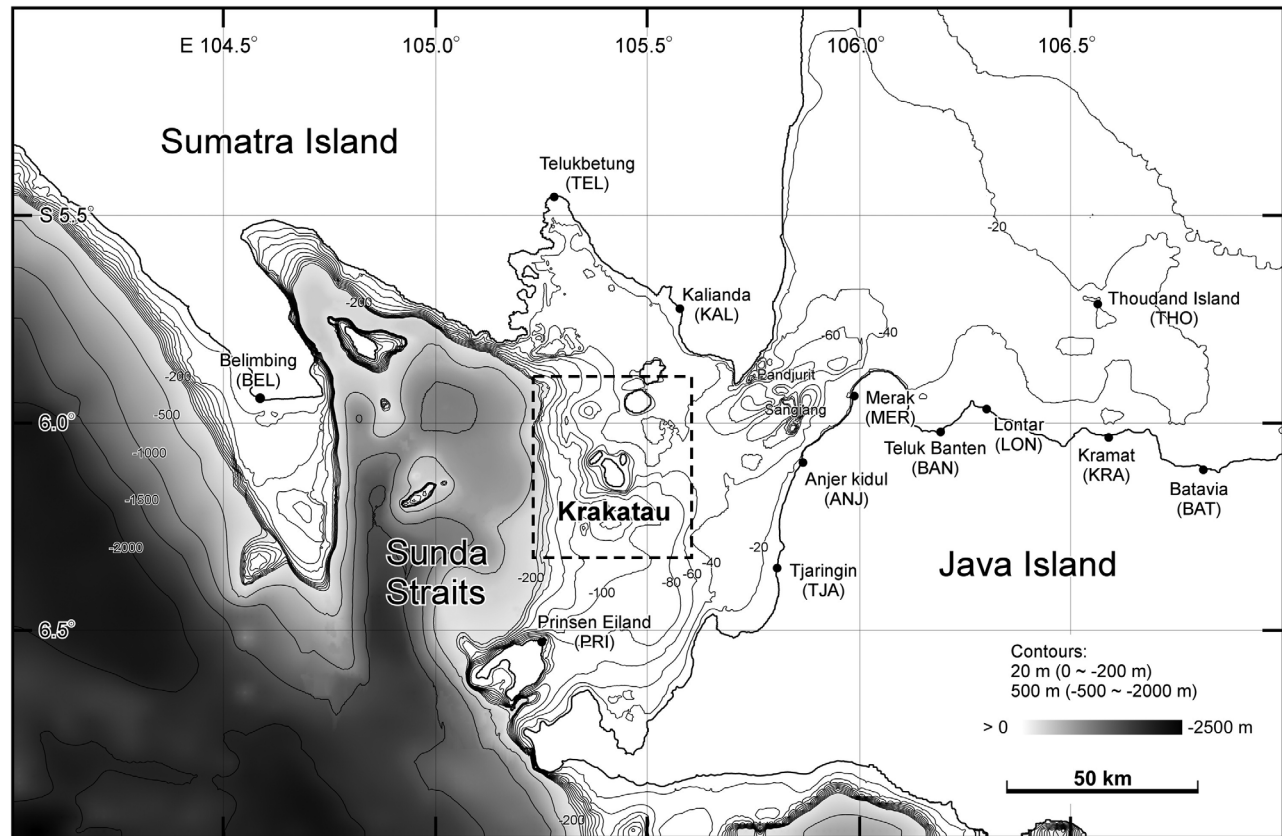 E 104.5°
105.0°
105.5°
106.0°
106.5°
Sumatra Island
Telukbetung
(TEL)
S 5.5°
-20
Kalianda
(KAL)
Thoudand Island
(THO)
-200
-60
-40
Belimbing
(BEL)
Pandjurit
-200
Sangiang
Merak
(MER)
-500
6.0°
Lontar
(LON)
Teluk Banten
(BAN)
Kramat
(KRA)
-1000
Anjer kidul
(ANJ)
Batavia
(BAT)
-1500
Krakatau
-2000
Sunda
Straits
-20
-40
-60
-80
-200
-100
Tjaringin
(TJA)
Java Island
6.5°
Prinsen Eiland
(PRI)
Contours:
20 m (0 ~ -200 m)
500 m (-500 ~ -2000 m)
> 0
-2500 m
50 km
-200